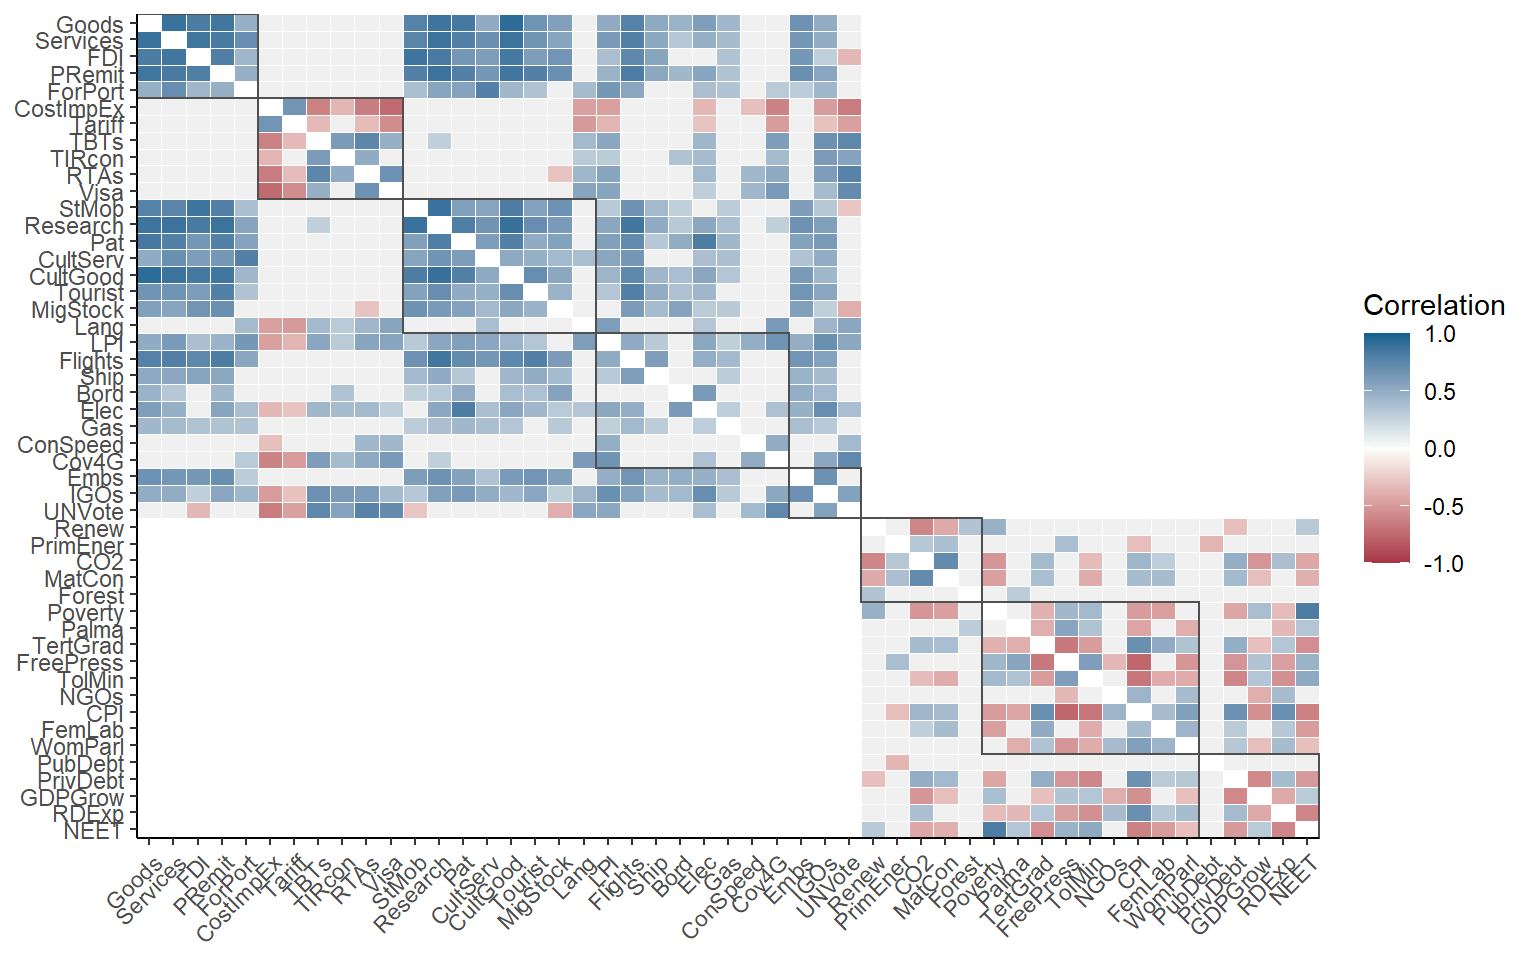 Goods
Services
FDI
PRemit
ForPort
CostImpEx
Tariff
TBTs
TIRcon
RTAs
Visa
StMob
Research
Pat
CultServ
CultGood
Tourist
MigStock
Lang
LPI
Flights
Ship
Bord
Elec
Gas
ConSpeed
Cov4G
Embs
IGOs
UNVote
Renew
PrimEner
CO2
MatCon
Forest
Poverty
Palma
TertGrad
FreePress
TolMin
NGOs
CPI
FemLab
WomParl
PubDebt
PrivDebt
GDPGrow
RDExp
NEET
Goods
Services
FDI
PRemit
ForPort
CostImpEx
Tariff
TBTs
TIRcon
RTAs
Visa
StMob
Research
Pat
CultServ
CultGood
Tourist
MigStock
Lang
LPI
Flights
Ship
Bord
Elec
Gas
ConSpeed
Cov4G
Embs
IGOs
UNVote
Renew
PrimEner
CO2
MatCon
Forest
Poverty
Palma
TertGrad
FreePress
TolMin
NGOs
CPI
FemLab
WomParl
PubDebt
PrivDebt
GDPGrow
RDExp
NEET
Correlation
1.0
0.5
0.0
-0.5
-1.0